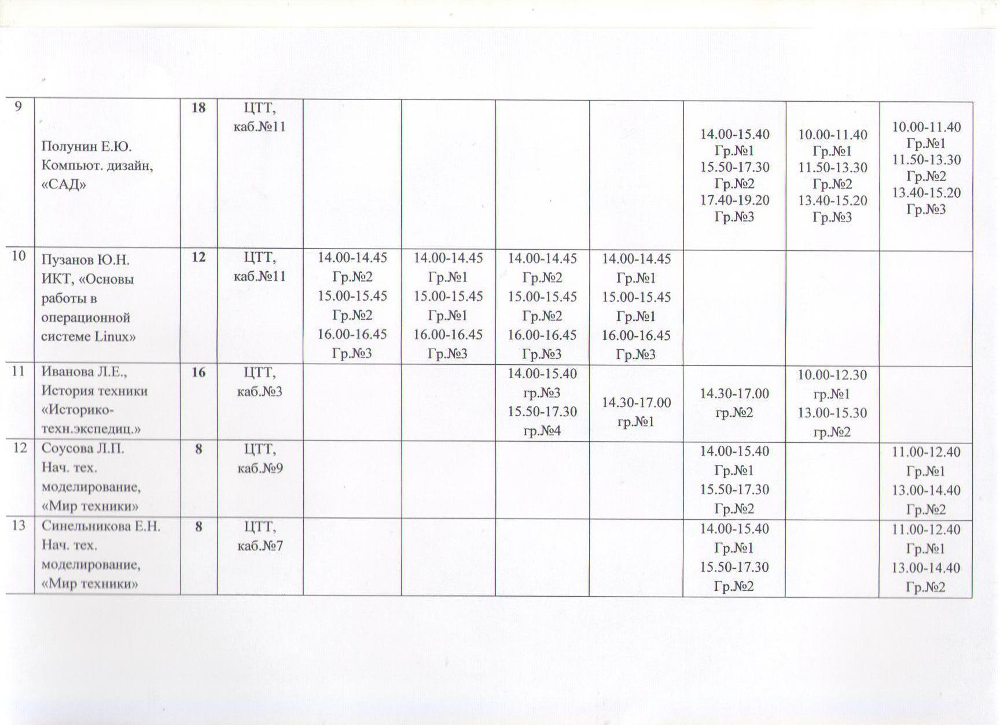 9
Полунин Е.Ю.
Компьют. дизайн,
«САД»
18
ЦТТ,
каб.№11
14.00-15.40
Гр.№1
15.50-17.30
Гр.№2
17.40-19.20
Гр.№3
10.00-11.40
Гр.№1
11.50-13.30
Гр.№2
13.40-15.20
Гр.№3
10.00-11.40
Гр.№1
11.50-13.30
Гр.№2
13.40-15.20
Гр.№3
10
Пузанов Ю.Н.
ИКТ, «Основы
работы в
операционной
системе Linux»
12
ЦТТ,
каб.№11
14.00-14.45
Гр.№2
15.00-15.45
Гр.№2
16.00-16.45
Гр.№3
14.00-14.45
Гр.№1
15.00-15.45
Гр.№1
16.00-16.45
Гр.№3
14.00-14.45
Гр.№2
15.00-15.45
Гр.№2
16.00-16.45
Гр.№3
14.00-14.45
Гр.№1
15.00-15.45
Гр.№1
16.00-16.45
Гр.№3
11
Иванова Л.Е.,
История техники
«Историко-
техн.экспедиц.»
16
ЦТТ,
каб.№3
14.00-15.40
гр.№3
15.50-17.30
гр.№4
14.30-17.00
гр.№1
14.30-17.00
гр.№2
10.00-12.30
гр.№1
13.00-15.30
гр.№2
12
Соусова Л.П.
Нач. тех.
моделирование,
«Мир техники»
8
ЦТТ,
каб.№9
14.00-15.40
Гр.№1
15.50-17.30
Гр.№2
11.00-12.40
Гр.№1
13.00-14.40
Гр.№2
13
Синельникова Е.Н.
Нач. тех.
моделирование,
«Мир техники»
8
ЦТТ,
каб.№7
14.00-15.40
Гр.№1
15.50-17.30
Гр.№2
11.00-12.40
Гр.№1
13.00-14.40
Гр.№2